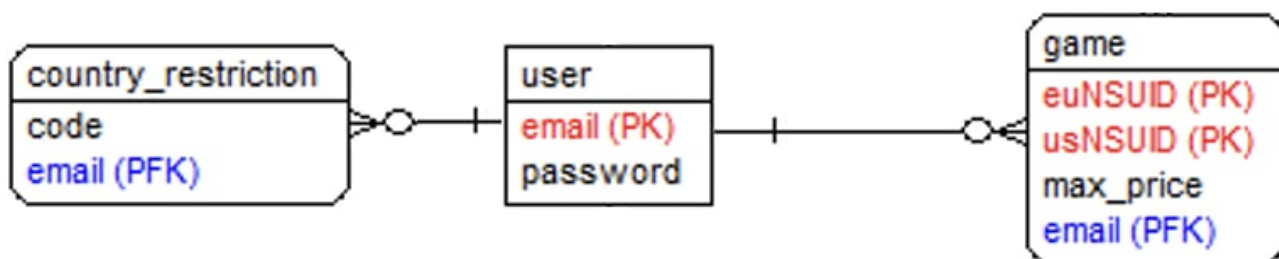 country_restriction
code
email (PFK)
user
email (PK)
password
game
euNSUID (PK)
usNSUID (PK)
max_price
email (PFK)